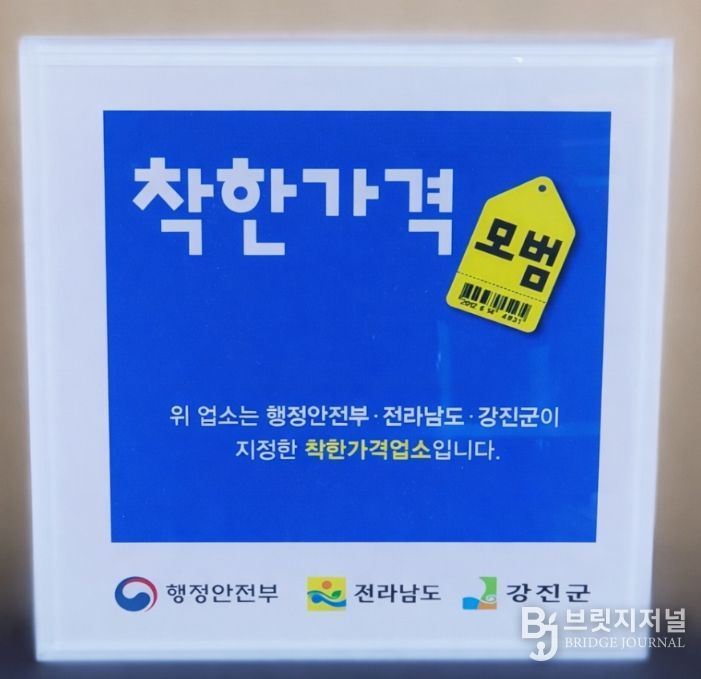 착한가격
모범
위 업소는 행정안전부·전라남도·강진군이
지정한 착한가격업소입니다.
행정안전부 전라남도 강진군
브릿지저널
BRIDGE JOURNAL